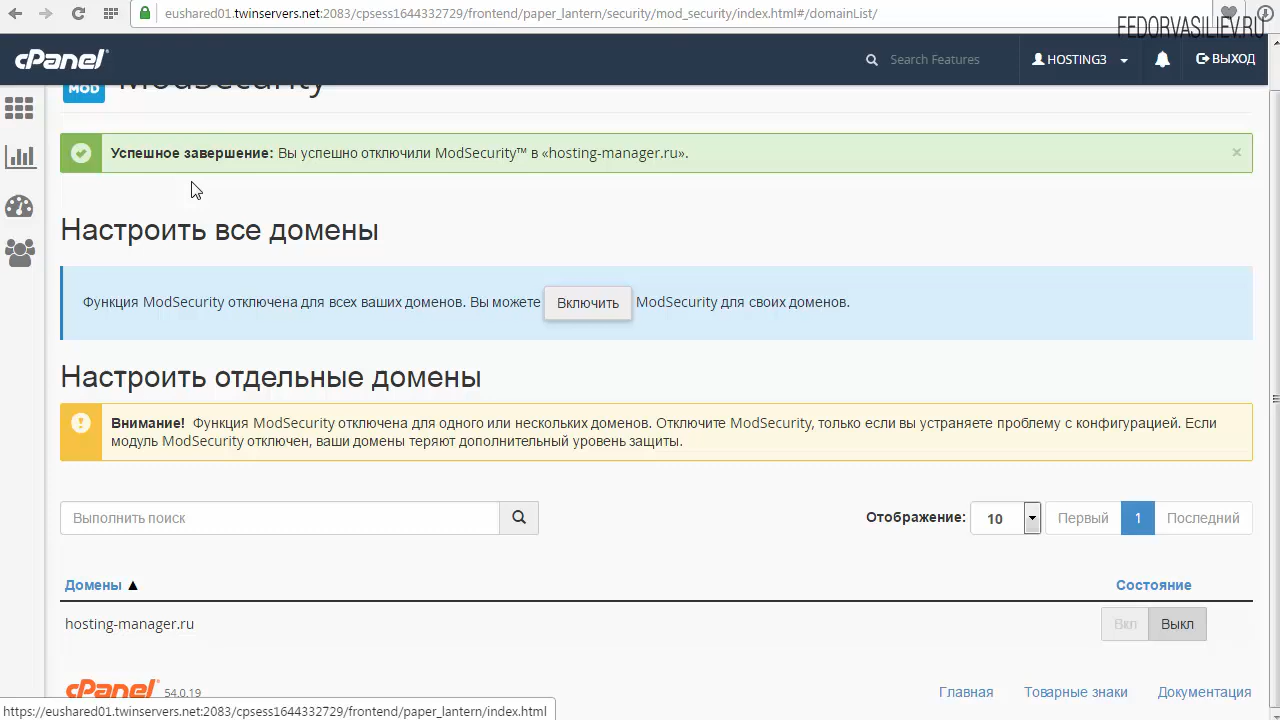 eushared01.twinservers.net:2083/cpsess1644332729/frontend/paper_lantern/security/mod_security/index.html#/domainList/
FEDORVASILIEV.RU
cPanel
Search Features
HOSTING3
ВЫХОД
MOD
ModSecurity
Успешное завершение: Вы успешно отключили ModSecurity™ в «hosting-manager.ru».
×
Настроить все домены
Функция ModSecurity отключена для всех ваших доменов. Вы можете Включить ModSecurity для своих доменов.
Настроить отдельные домены
Внимание! Функция ModSecurity отключена для одного или нескольких доменов. Отключите ModSecurity, только если вы устраняете проблему с конфигурацией. Если
модуль ModSecurity отключен, ваши домены теряют дополнительный уровень защиты.
Выполнить поиск
Отображение: 10 Первый 1 Последний
Домены ▲ Состояние
hosting-manager.ru Вкл Выкл
cPanel 54.0.19 Главная Товарные знаки Документация
https://eushared01.twinservers.net:2083/cpsess1644332729/frontend/paper_lantern/index.html